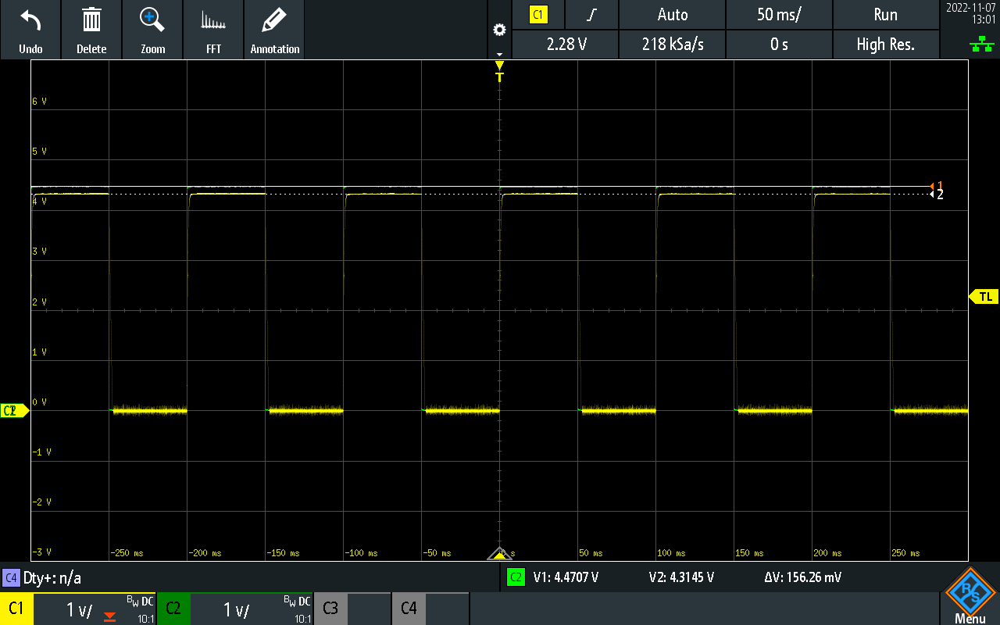 Undo
Delete
Zoom
FFT
Annotation
C1
Auto
50 ms/
Run
2.28 V
218 kSa/s
0 s
High Res.
2022-11-07
13:01
T
6 V
5 V
4 V
3 V
2 V
1 V
0 V
-1 V
-2 V
-3 V
1
2
TL
-250 ms
-200 ms
-150 ms
-100 ms
-50 ms
s
50 ms
100 ms
150 ms
200 ms
250 ms
C4 Dty+: n/a
C2 V1: 4.4707 V V2: 4.3145 V ΔV: 156.26 mV
C1 1 V/ BW DC 10:1
C2 1 V/ BW DC 10:1
C3
C4
R S
Menu